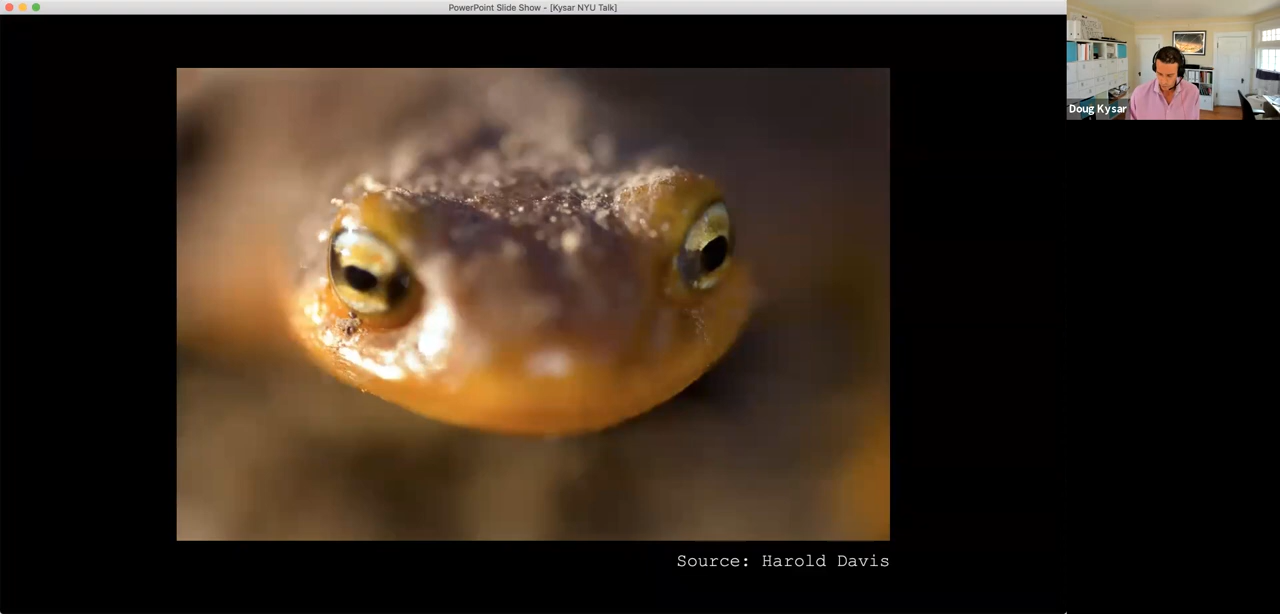 PowerPoint Slide Show - [Kysar NYU Talk]
Doug Kysar
Source: Harold Davis